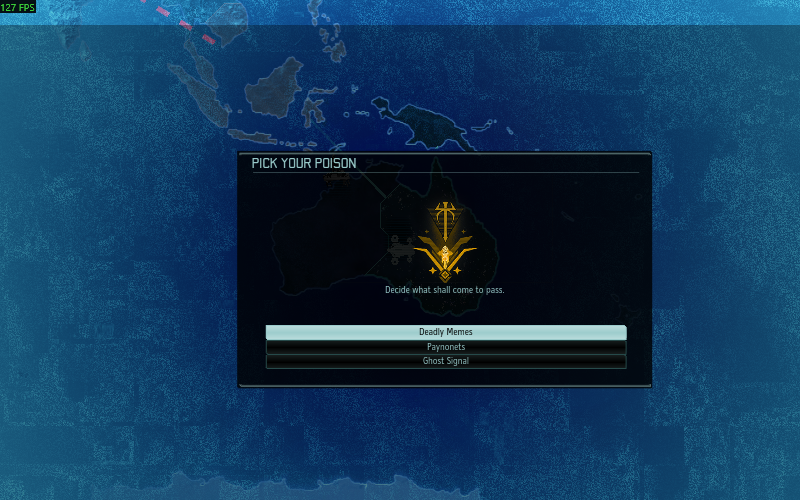 127 FPS
PICK YOUR POISON
Decide what shall come to pass.
Deadly Memes
Paynonets
Ghost Signal